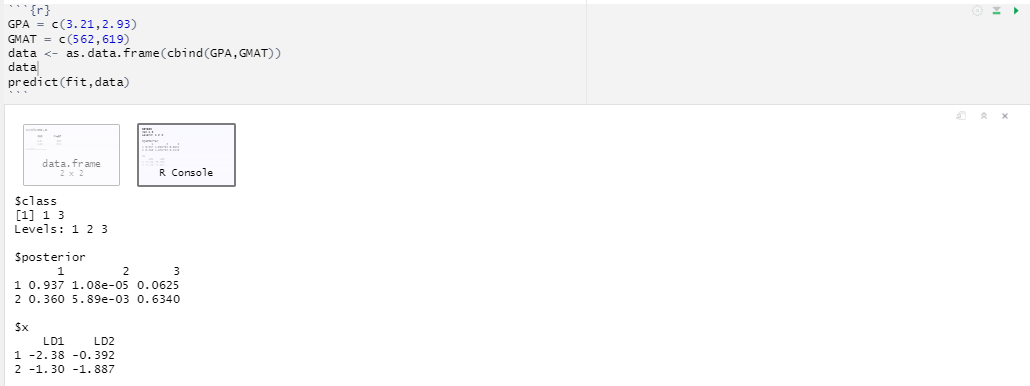 ```{r}
GPA = c(3.21,2.93)
GMAT = c(562,619)
data <- as.data.frame(cbind(GPA,GMAT))
data
predict(fit,data)
```
data.frame
2 x 2
R Console
$class
[1] 1 3
Levels: 1 2 3
$posterior
1 2 3
1 0.937 1.08e-05 0.0625
2 0.360 5.89e-03 0.6340
$x
LD1 LD2
1 -2.38 -0.392
2 -1.30 -1.887